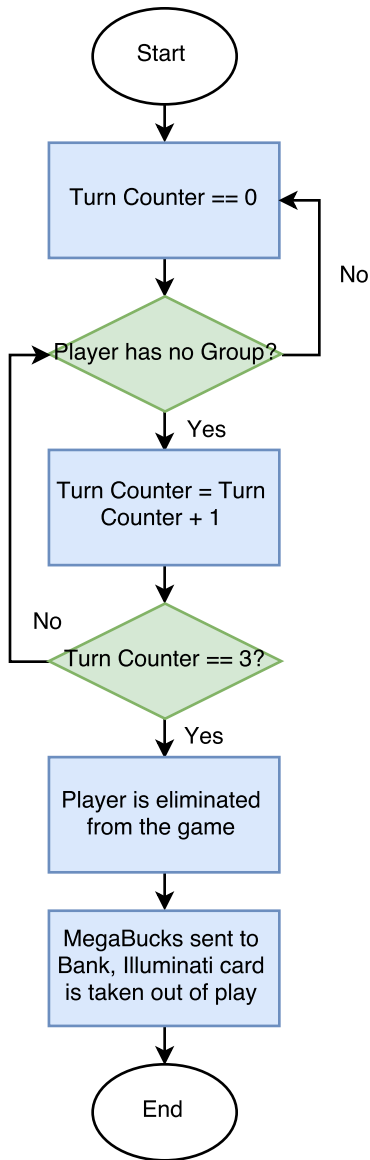 Start
Turn Counter == 0
No
Player has no Group?
Yes
Turn Counter = Turn
Counter + 1
No
Turn Counter == 3?
Yes
Player is eliminated
from the game
MegaBucks sent to
Bank, Illuminati card
is taken out of play
End